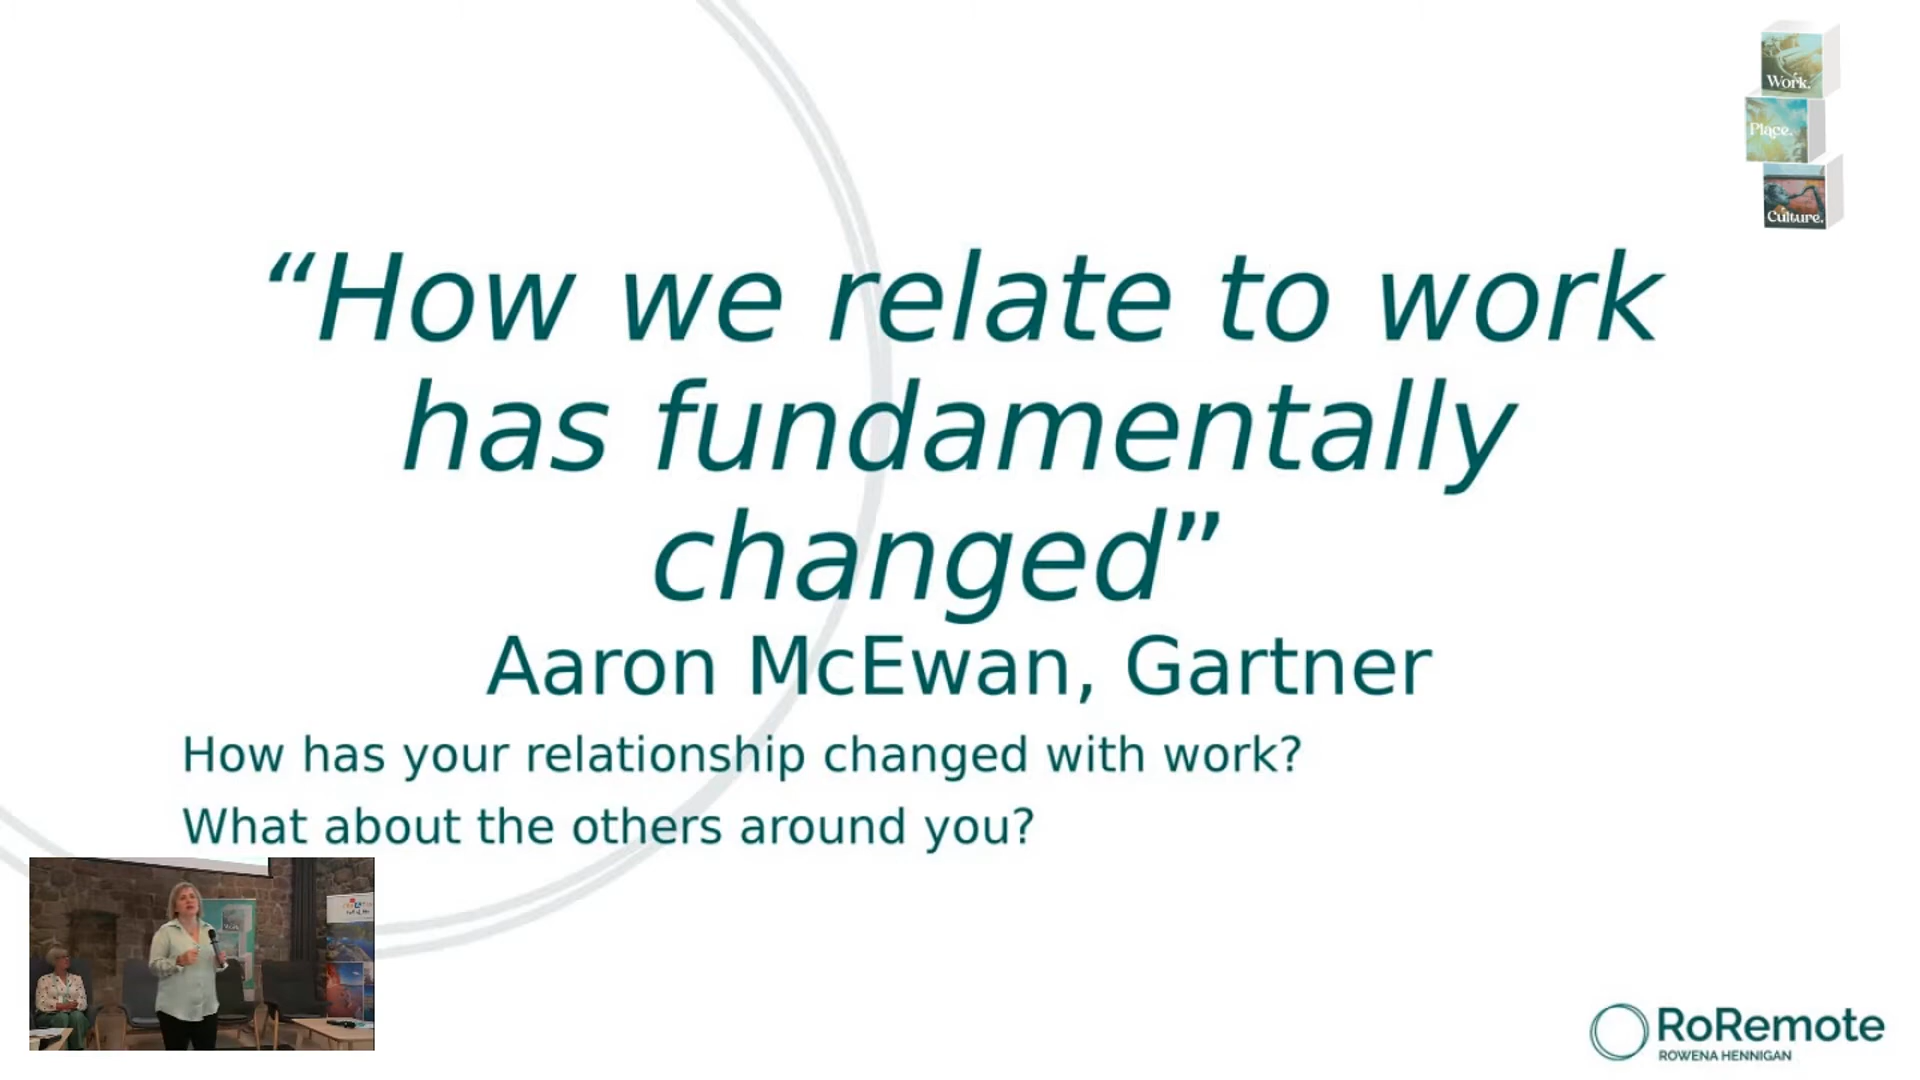 Work.
Place.
Culture.
“How we relate to work
has fundamentally
changed”
Aaron McEwan, Gartner
How has your relationship changed with work?
What about the others around you?
RoRemote
ROWENA HENNIGAN